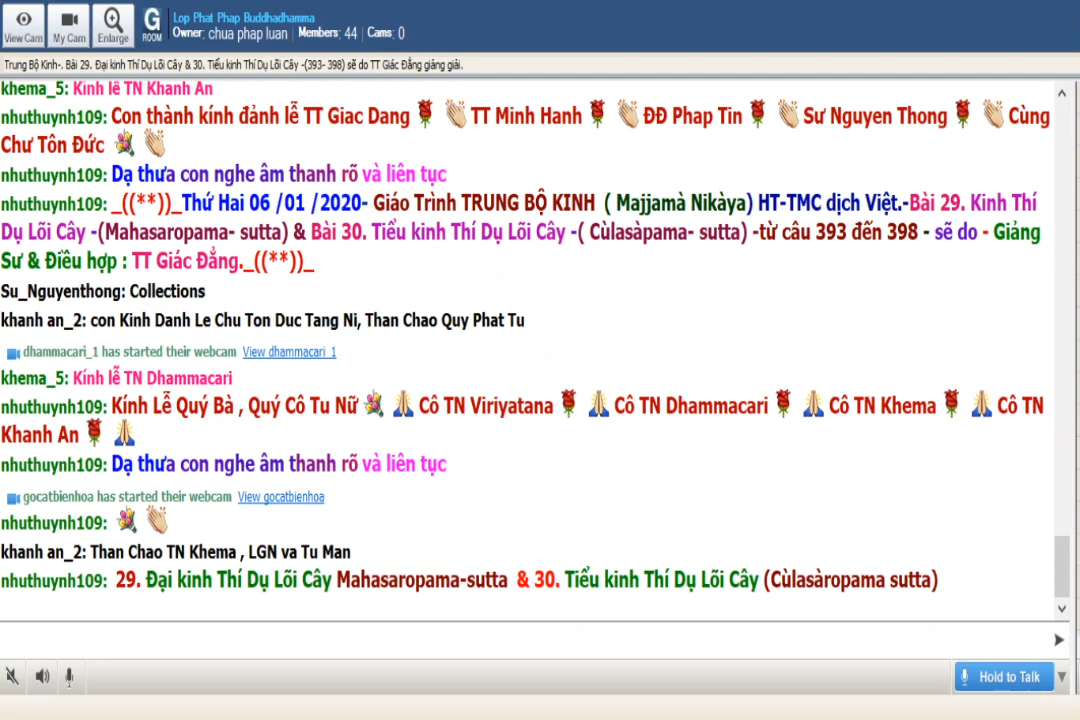 View Cam My Cam Enlarge G ROOM
Lop Phat Phap Buddhadhamma
Owner: chua phap luan Members: 44 Cams: 0
Trung Bộ Kinh-. Bài 29. Đại kinh Thí Dụ Lõi Cây & 30. Tiểu kinh Thí Dụ Lõi Cây -(393- 398) sẽ do TT Giác Đẳng giảng giải.
khema_5: Kính lễ TN Khanh An
nhuthuynh109: Con thành kính đảnh lễ TT Giac Dang 🌹 👏 TT Minh Hanh 🌹 👏 ĐĐ Phap Tin 🌹 👏 Sư Nguyen Thong 🌹 👏 Cùng
Chư Tôn Đức 💐 👏
nhuthuynh109: Dạ thưa con nghe âm thanh rõ và liên tục
nhuthuynh109: _((**))_Thứ Hai 06 /01 /2020- Giáo Trình TRUNG BỘ KINH ( Majjamà Nikàya) HT-TMC dịch Việt.-Bài 29. Kinh Thí
Dụ Lõi Cây -(Mahasaropama- sutta) & Bài 30. Tiểu kinh Thí Dụ Lõi Cây -( Cùlasàpama- sutta) -từ câu 393 đến 398 - sẽ do - Giảng
Sư & Điều hợp : TT Giác Đẳng._((**))_
Su_Nguyenthong: Collections
khanh an_2: con Kinh Danh Le Chu Ton Duc Tang Ni, Than Chao Quy Phat Tu
dhammacari_1 has started their webcam View dhammacari_1
khema_5: Kính lễ TN Dhammacari
nhuthuynh109: Kính Lễ Quý Bà , Quý Cô Tu Nữ 💐 🙏 Cô TN Viriyatana 🌹 🙏 Cô TN Dhammacari 🌹 🙏 Cô TN Khema 🌹 🙏 Cô TN
Khanh An 🌹 🙏
nhuthuynh109: Dạ thưa con nghe âm thanh rõ và liên tục
gocatbienhoa has started their webcam View gocatbienhoa
nhuthuynh109: 💐 👏
khanh an_2: Than Chao TN Khema , LGN va Tu Man
nhuthuynh109: 29. Đại kinh Thí Dụ Lõi Cây Mahasaropama-sutta & 30. Tiểu kinh Thí Dụ Lõi Cây (Cùlasàropama sutta)
Hold to Talk